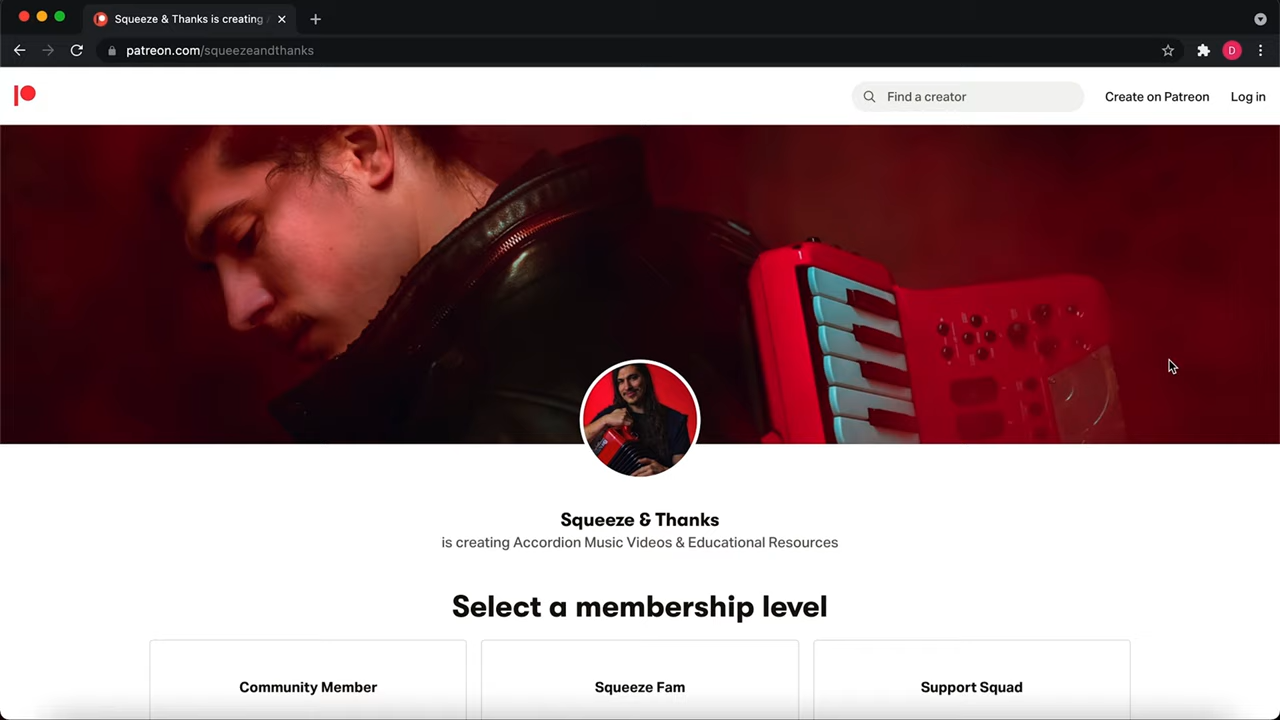 Squeeze & Thanks is creating
patreon.com/squeezeandthanks
D
Find a creator
Create on Patreon
Log in
Squeeze & Thanks
is creating Accordion Music Videos & Educational Resources
Select a membership level
Community Member
Squeeze Fam
Support Squad